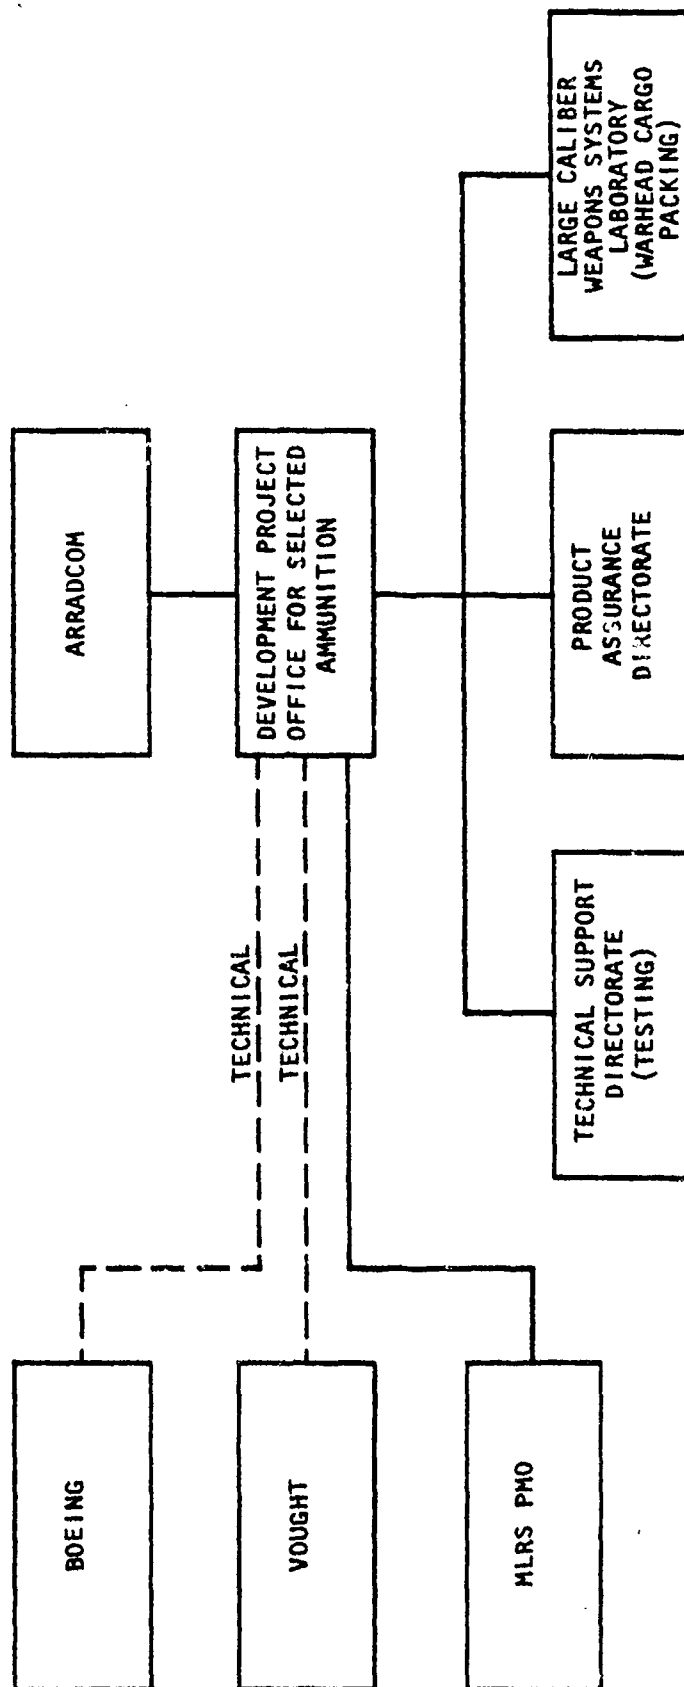 BOEING
VOUGHT
MLRS PMO
TECHNICAL
TECHNICAL
ARRADCOM
DEVELOPMENT PROJECT
OFFICE FOR SELECTED
AMMUNITION
TECHNICAL SUPPORT
DIRECTORATE
(TESTING)
PRODUCT
ASSURANCE
DIRECTORATE
LARGE CALIBER
WEAPONS SYSTEMS
LABORATORY
(WARHEAD CARGO
PACKING)